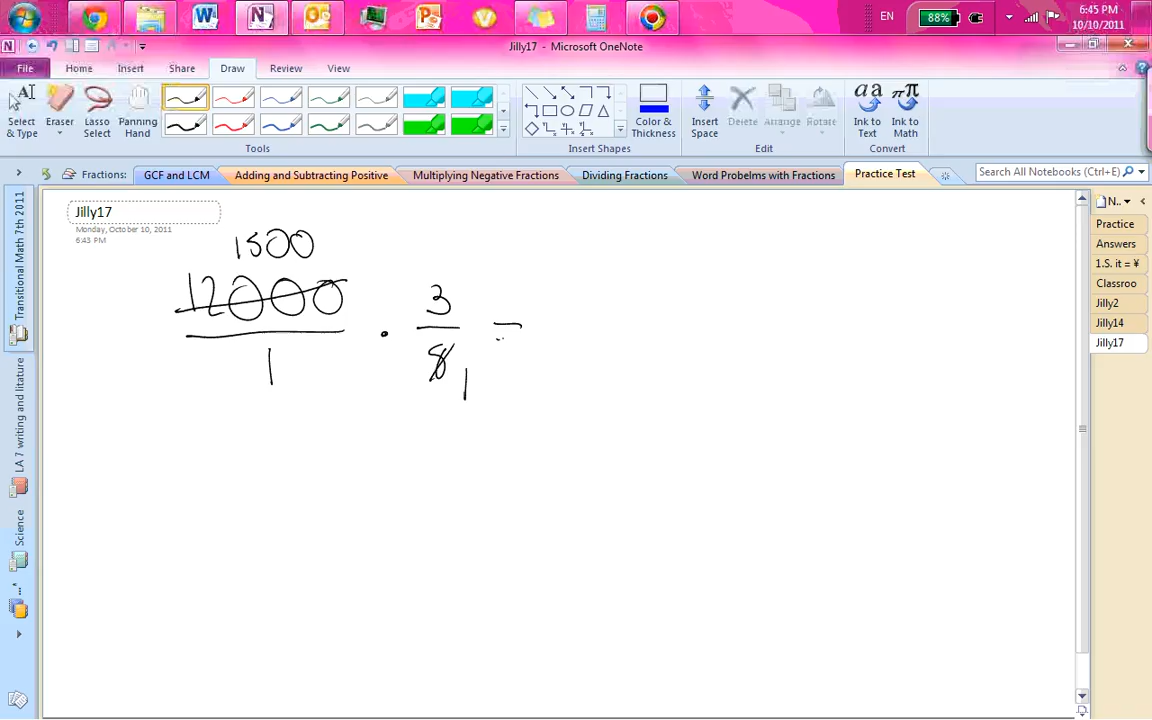 EN
88%
6:45 PM
10/10/2011
Jilly17 - Microsoft OneNote
File Home Insert Share Draw Review View
Select & Type
Eraser
Lasso Select
Panning Hand
Color & Thickness
Insert Space
Delete
Arrange
Rotate
Ink to Text
Ink to Math
Tools
Insert Shapes
Edit
Convert
Fractions: GCF and LCM Adding and Subtracting Positive Multiplying Negative Fractions Dividing Fractions Word Probelms with Fractions Practice Test
Search All Notebooks (Ctrl+E)
Transitional Math 7th 2011
LA 7 writing and litature
Science
Jilly17
Monday, October 10, 2011
6:43 PM
1500
12000 3
1 · 8 =
1
N..
Practice
Answers
1.S. it = ¥
Classroo
Jilly2
Jilly14
Jilly17